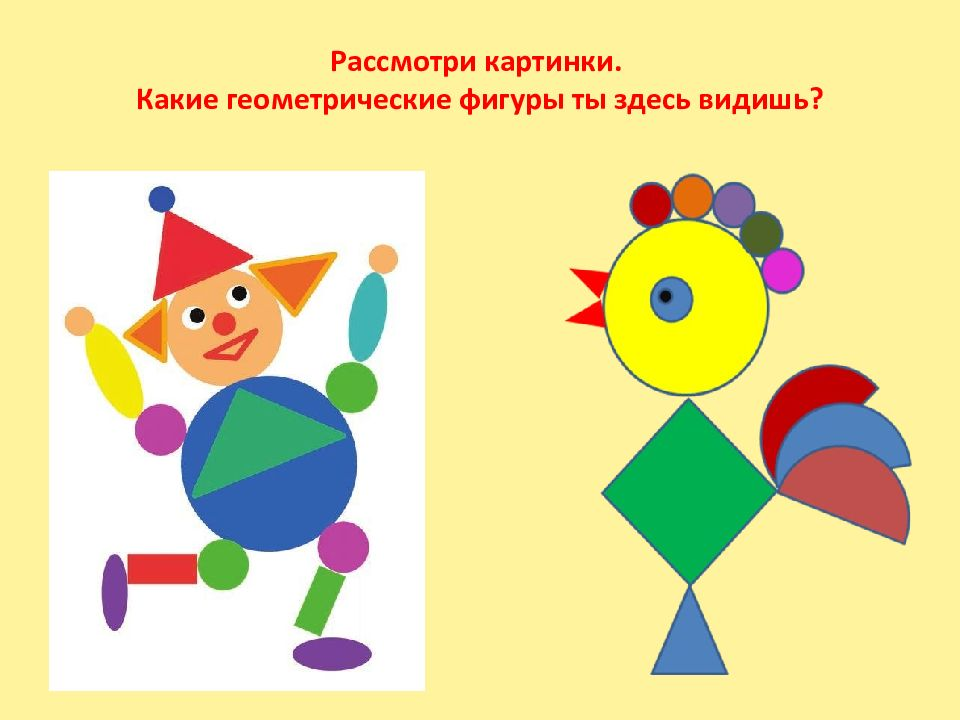 Рассмотри картинки.
Какие геометрические фигуры ты здесь видишь?